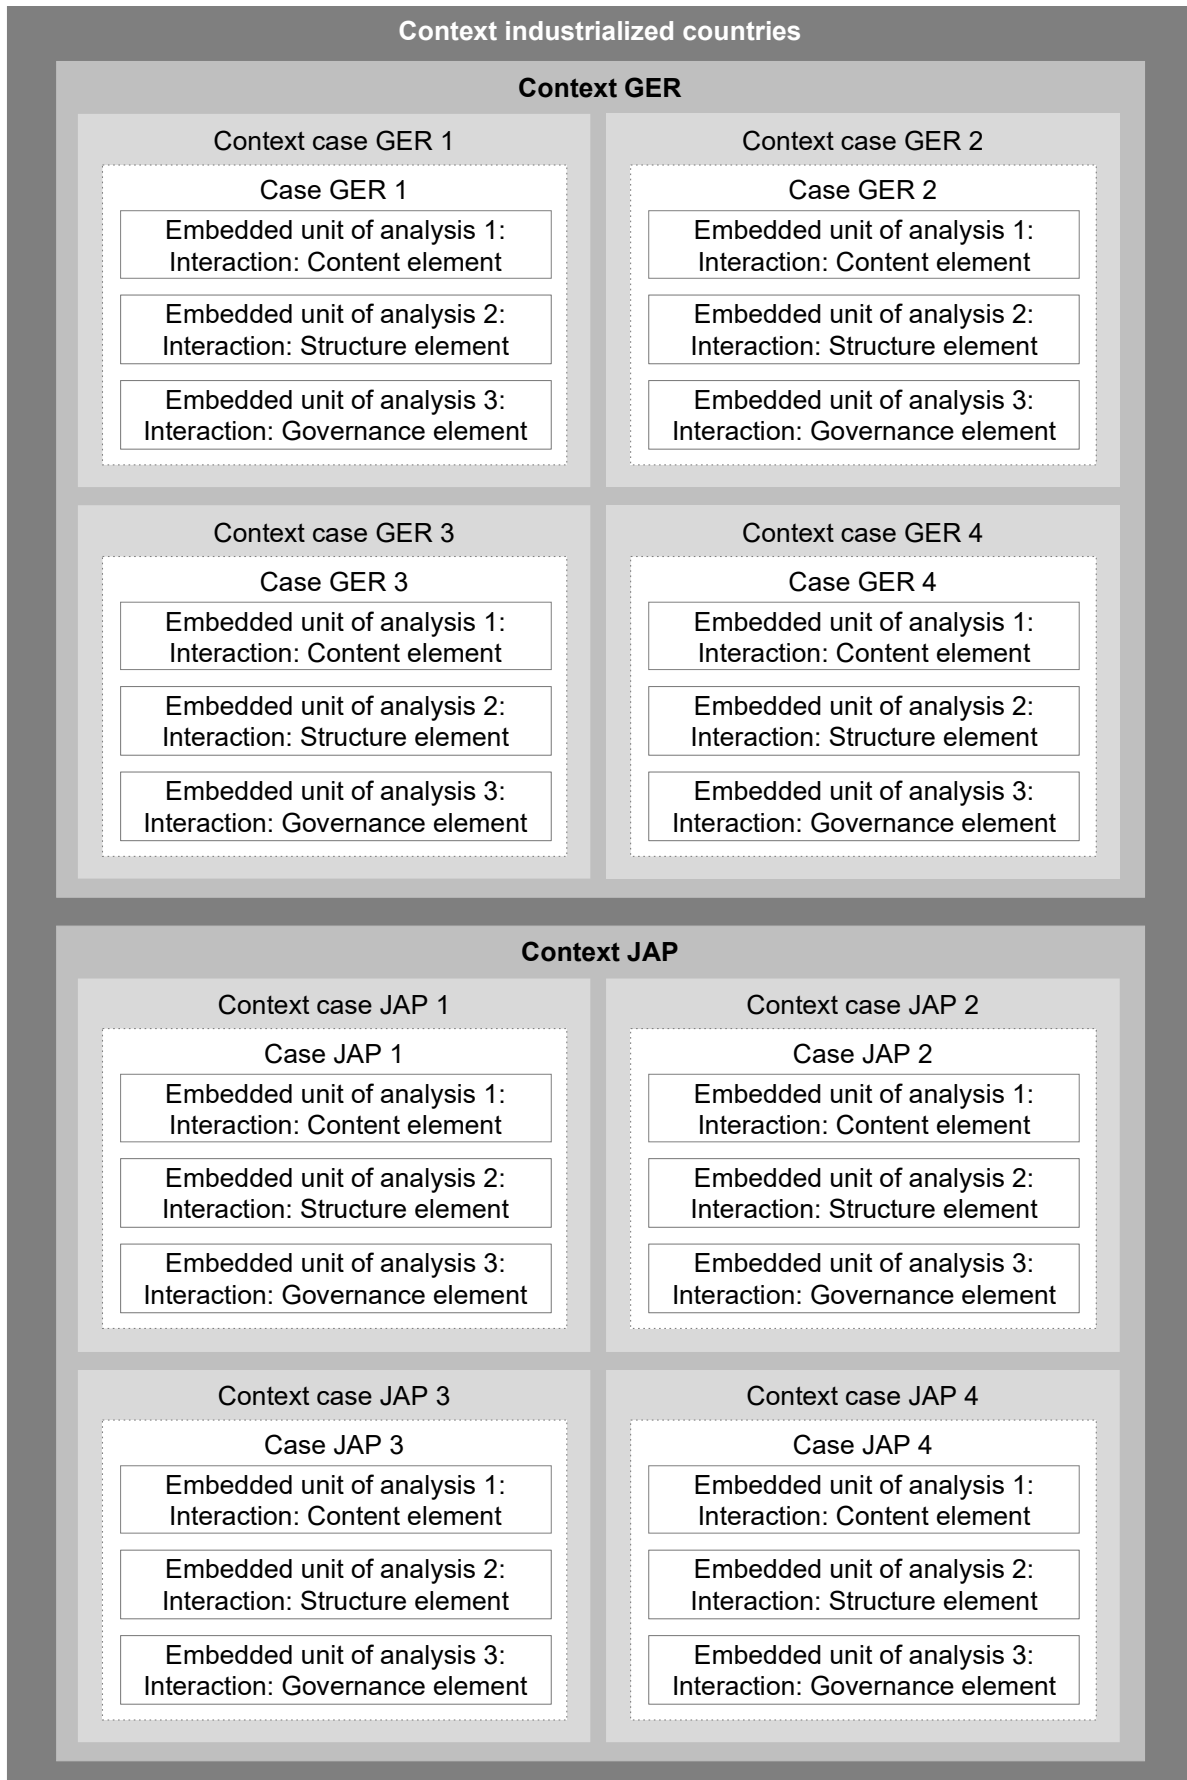 Context industrialized countries
Context GER
Context case GER 1
Case GER 1
Embedded unit of analysis 1:
Interaction: Content element
Embedded unit of analysis 2:
Interaction: Structure element
Embedded unit of analysis 3:
Interaction: Governance element
Context case GER 2
Case GER 2
Embedded unit of analysis 1:
Interaction: Content element
Embedded unit of analysis 2:
Interaction: Structure element
Embedded unit of analysis 3:
Interaction: Governance element
Context case GER 3
Case GER 3
Embedded unit of analysis 1:
Interaction: Content element
Embedded unit of analysis 2:
Interaction: Structure element
Embedded unit of analysis 3:
Interaction: Governance element
Context case GER 4
Case GER 4
Embedded unit of analysis 1:
Interaction: Content element
Embedded unit of analysis 2:
Interaction: Structure element
Embedded unit of analysis 3:
Interaction: Governance element
Context JAP
Context case JAP 1
Case JAP 1
Embedded unit of analysis 1:
Interaction: Content element
Embedded unit of analysis 2:
Interaction: Structure element
Embedded unit of analysis 3:
Interaction: Governance element
Context case JAP 2
Case JAP 2
Embedded unit of analysis 1:
Interaction: Content element
Embedded unit of analysis 2:
Interaction: Structure element
Embedded unit of analysis 3:
Interaction: Governance element
Context case JAP 3
Case JAP 3
Embedded unit of analysis 1:
Interaction: Content element
Embedded unit of analysis 2:
Interaction: Structure element
Embedded unit of analysis 3:
Interaction: Governance element
Context case JAP 4
Case JAP 4
Embedded unit of analysis 1:
Interaction: Content element
Embedded unit of analysis 2:
Interaction: Structure element
Embedded unit of analysis 3:
Interaction: Governance element